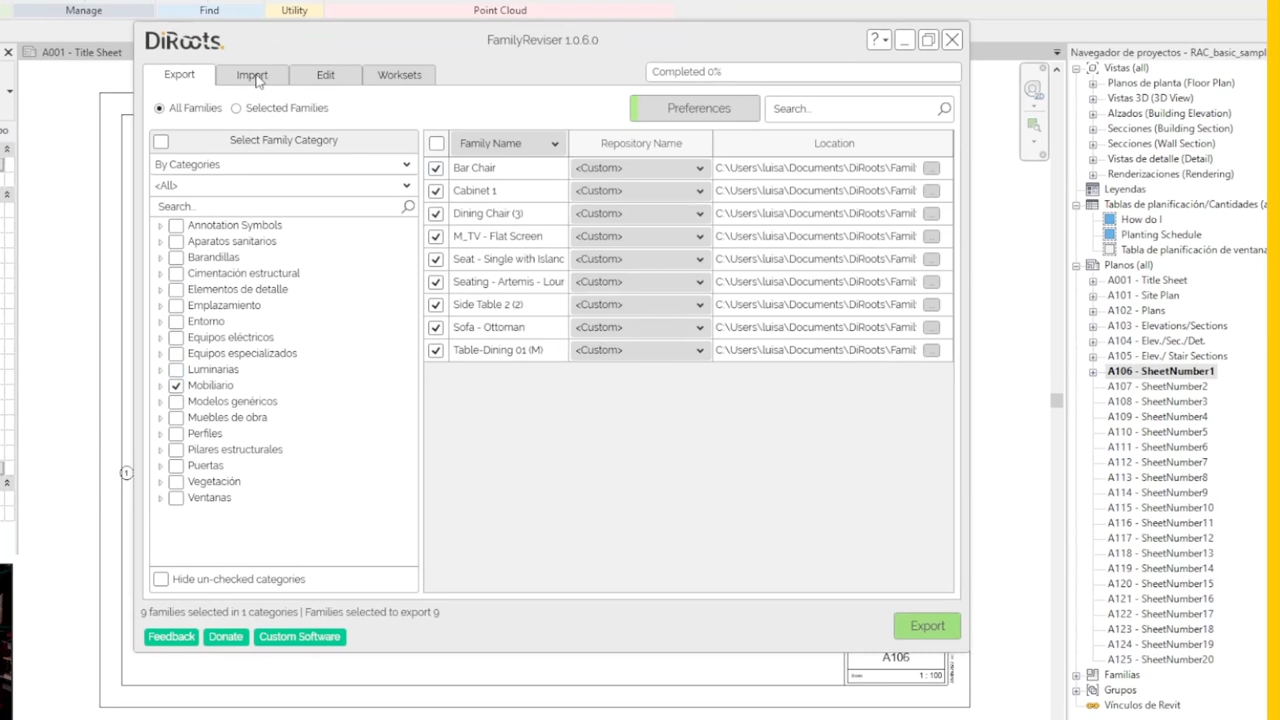 Manage
Find
Utility
Point Cloud
A001 - Title Sheet
DiRoots.
FamilyReviser 1.0.6.0
?
Export
Import
Edit
Worksets
Completed 0%
All Families
Selected Families
Preferences
Search...
Select Family Category
By Categories
<All>
Search...
Annotation Symbols
Aparatos sanitarios
Barandillas
Cimentación estructural
Elementos de detalle
Emplazamiento
Entorno
Equipos eléctricos
Equipos especializados
Luminarias
Mobiliario
Modelos genéricos
Muebles de obra
Perfiles
Pilares estructurales
Puertas
Vegetación
Ventanas
Hide un-checked categories
Family Name
Repository Name
Location
Bar Chair <Custom> C:\Users\luisa\Documents\DiRoots\Famil ...
Cabinet 1 <Custom> C:\Users\luisa\Documents\DiRoots\Famil ...
Dining Chair (3) <Custom> C:\Users\luisa\Documents\DiRoots\Famil ...
M_TV - Flat Screen <Custom> C:\Users\luisa\Documents\DiRoots\Famil ...
Seat - Single with Islanc <Custom> C:\Users\luisa\Documents\DiRoots\Famil ...
Seating - Artemis - Lour <Custom> C:\Users\luisa\Documents\DiRoots\Famil ...
Side Table 2 (2) <Custom> C:\Users\luisa\Documents\DiRoots\Famil ...
Sofa - Ottoman <Custom> C:\Users\luisa\Documents\DiRoots\Famil ...
Table-Dining 01 (M) <Custom> C:\Users\luisa\Documents\DiRoots\Famil ...
9 families selected in 1 categories | Families selected to export 9
Feedback
Donate
Custom Software
Export
1
A106
1 : 100
Navegador de proyectos - RAC_basic_sampl
Vistas (all)
Planos de planta (Floor Plan)
Vistas 3D (3D View)
Alzados (Building Elevation)
Secciones (Building Section)
Secciones (Wall Section)
Vistas de detalle (Detail)
Renderizaciones (Rendering)
Leyendas
Tablas de planificación/Cantidades (a
How do I
Planting Schedule
Tabla de planificación de ventana
Planos (all)
A001 - Title Sheet
A101 - Site Plan
A102 - Plans
A103 - Elevations/Sections
A104 - Elev./Sec./Det.
A105 - Elev./ Stair Sections
A106 - SheetNumber1
A107 - SheetNumber2
A108 - SheetNumber3
A109 - SheetNumber4
A110 - SheetNumber5
A111 - SheetNumber6
A112 - SheetNumber7
A113 - SheetNumber8
A114 - SheetNumber9
A115 - SheetNumber10
A116 - SheetNumber11
A117 - SheetNumber12
A118 - SheetNumber13
A119 - SheetNumber14
A120 - SheetNumber15
A121 - SheetNumber16
A122 - SheetNumber17
A123 - SheetNumber18
A124 - SheetNumber19
A125 - SheetNumber20
Familias
Grupos
Vínculos de Revit